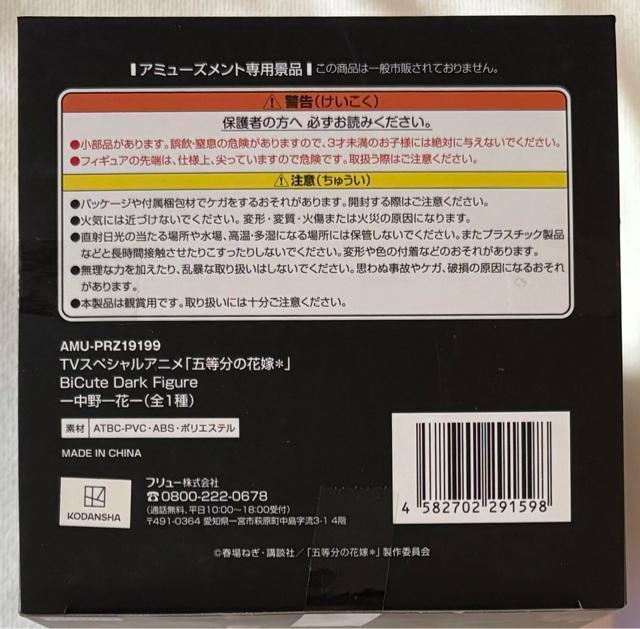 アミューズメント専用景品 この商品は一般市販されておりません。
⚠警告(けいこく)
保護者の方へ 必ずお読みください。
●小部品があります。誤飲・窒息の危険がありますので、3才未満のお子様には絶対に与えないでください。
●フィギュアの先端は、仕様上、尖っていますので危険です。取扱う際はご注意ください。
⚠注意(ちゅうい)
●パッケージや付属梱包材でケガをするおそれがあります。開封する際はご注意ください。
●火気には近づけないでください。変形・変質・火傷または火災の原因になります。
●直射日光の当たる場所や水場、高温・多湿になる場所には保管しないでください。またプラスチック製品
などと長時間接触させたりこすったりしないでください。変形や色の付着などのおそれがあります。
●無理な力を加えたり、乱暴な取り扱いはしないでください。思わぬ事故やケガ、破損の原因になるおそれ
があります。
●本製品は観賞用です。取り扱いには十分ご注意ください。
AMU-PRZ19199
TVスペシャルアニメ「五等分の花嫁*」
BiCute Dark Figure
ー中野一花ー(全1種)
素材 ATBC-PVC・ABS・ポリエステル
MADE IN CHINA
KODANSHA
フリュー株式会社
☎0800-222-0678
(通話無料、平日10:00〜18:00受付)
〒491-0364 愛知県一宮市萩原町中島字流3-1 4階
4 582702 291598
©春場ねぎ・講談社/「五等分の花嫁*」製作委員会